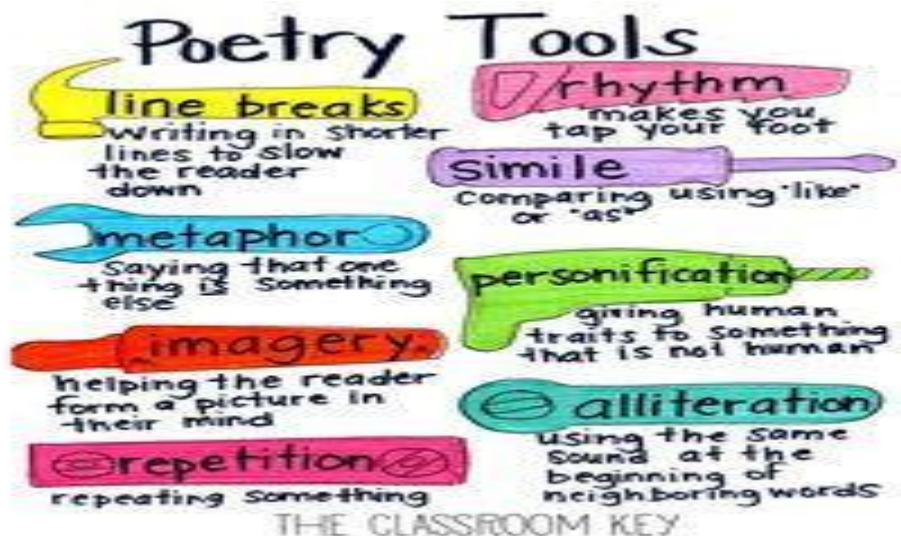 Poetry Tools
line breaks
writing in shorter
lines to slow
the reader
down
rhythm
makes you
tap your foot
simile
comparing using "like"
or "as"
metaphor
saying that one
thing is something
else
personification
giving human
traits to something
that is not human
imagery
helping the reader
form a picture in
their mind
alliteration
using the same
sound at the
beginning of
neighboring words
repetition
repeating something
THE CLASSROOM KEY